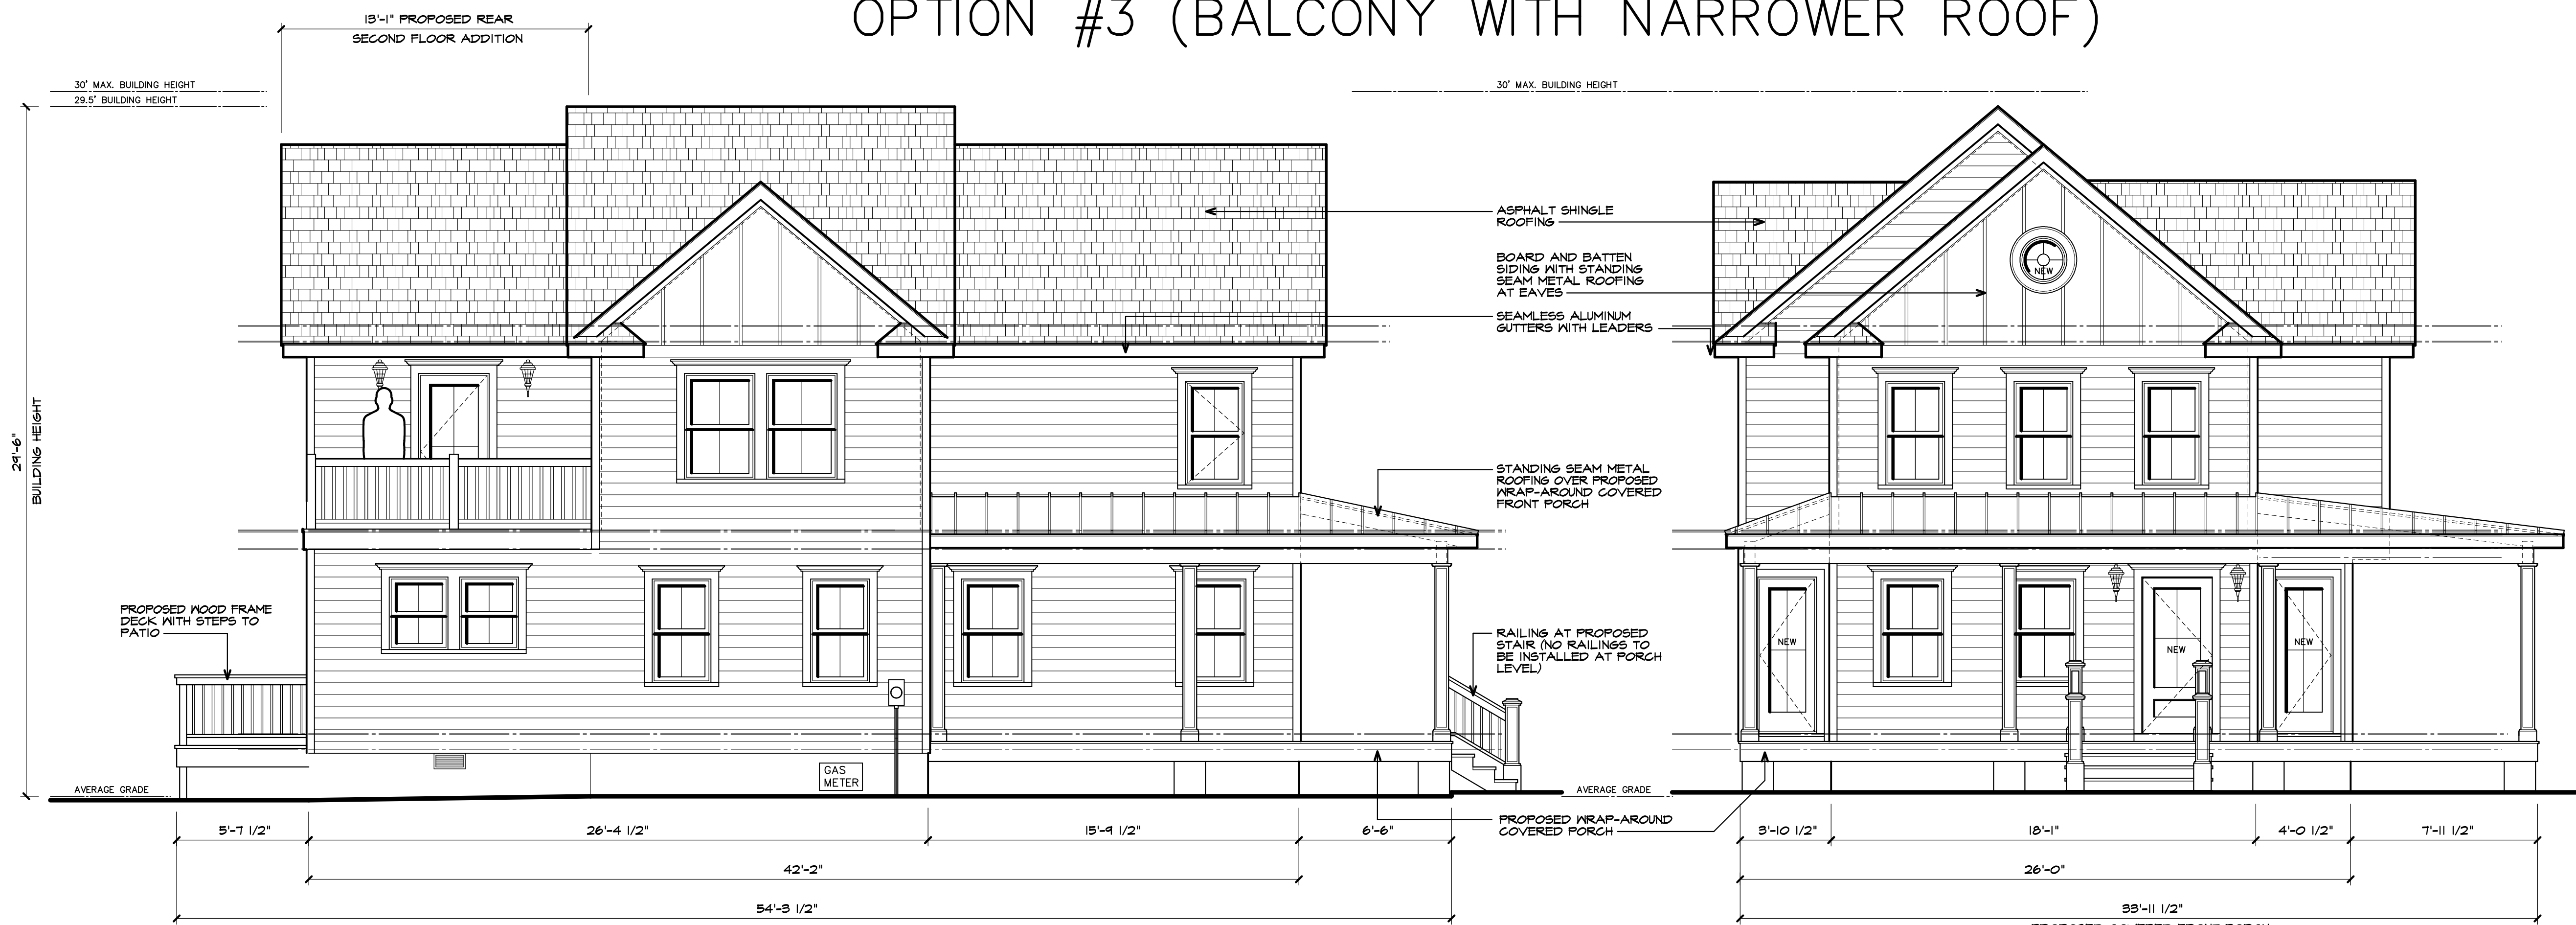 OPTION #3 (BALCONY WITH NARROWER ROOF)
13'-1" PROPOSED REAR
SECOND FLOOR ADDITION
30' MAX. BUILDING HEIGHT
29.5' BUILDING HEIGHT
30' MAX. BUILDING HEIGHT
29'-6"
BUILDING HEIGHT
ASPHALT SHINGLE
ROOFING
BOARD AND BATTEN
SIDING WITH STANDING
SEAM METAL ROOFING
AT EAVES
SEAMLESS ALUMINUM
GUTTERS WITH LEADERS
NEW
STANDING SEAM METAL
ROOFING OVER PROPOSED
WRAP-AROUND COVERED
FRONT PORCH
PROPOSED WOOD FRAME
DECK WITH STEPS TO
PATIO
RAILING AT PROPOSED
STAIR (NO RAILINGS TO
BE INSTALLED AT PORCH
LEVEL)
NEW
NEW
NEW
GAS
METER
AVERAGE GRADE
AVERAGE GRADE
PROPOSED WRAP-AROUND
COVERED PORCH
5'-7 1/2"
26'-4 1/2"
15'-9 1/2"
6'-6"
3'-10 1/2"
18'-1"
4'-0 1/2"
7'-11 1/2"
42'-2"
26'-0"
54'-3 1/2"
33'-11 1/2"
PROPOSED COVERED FRONT PORCH